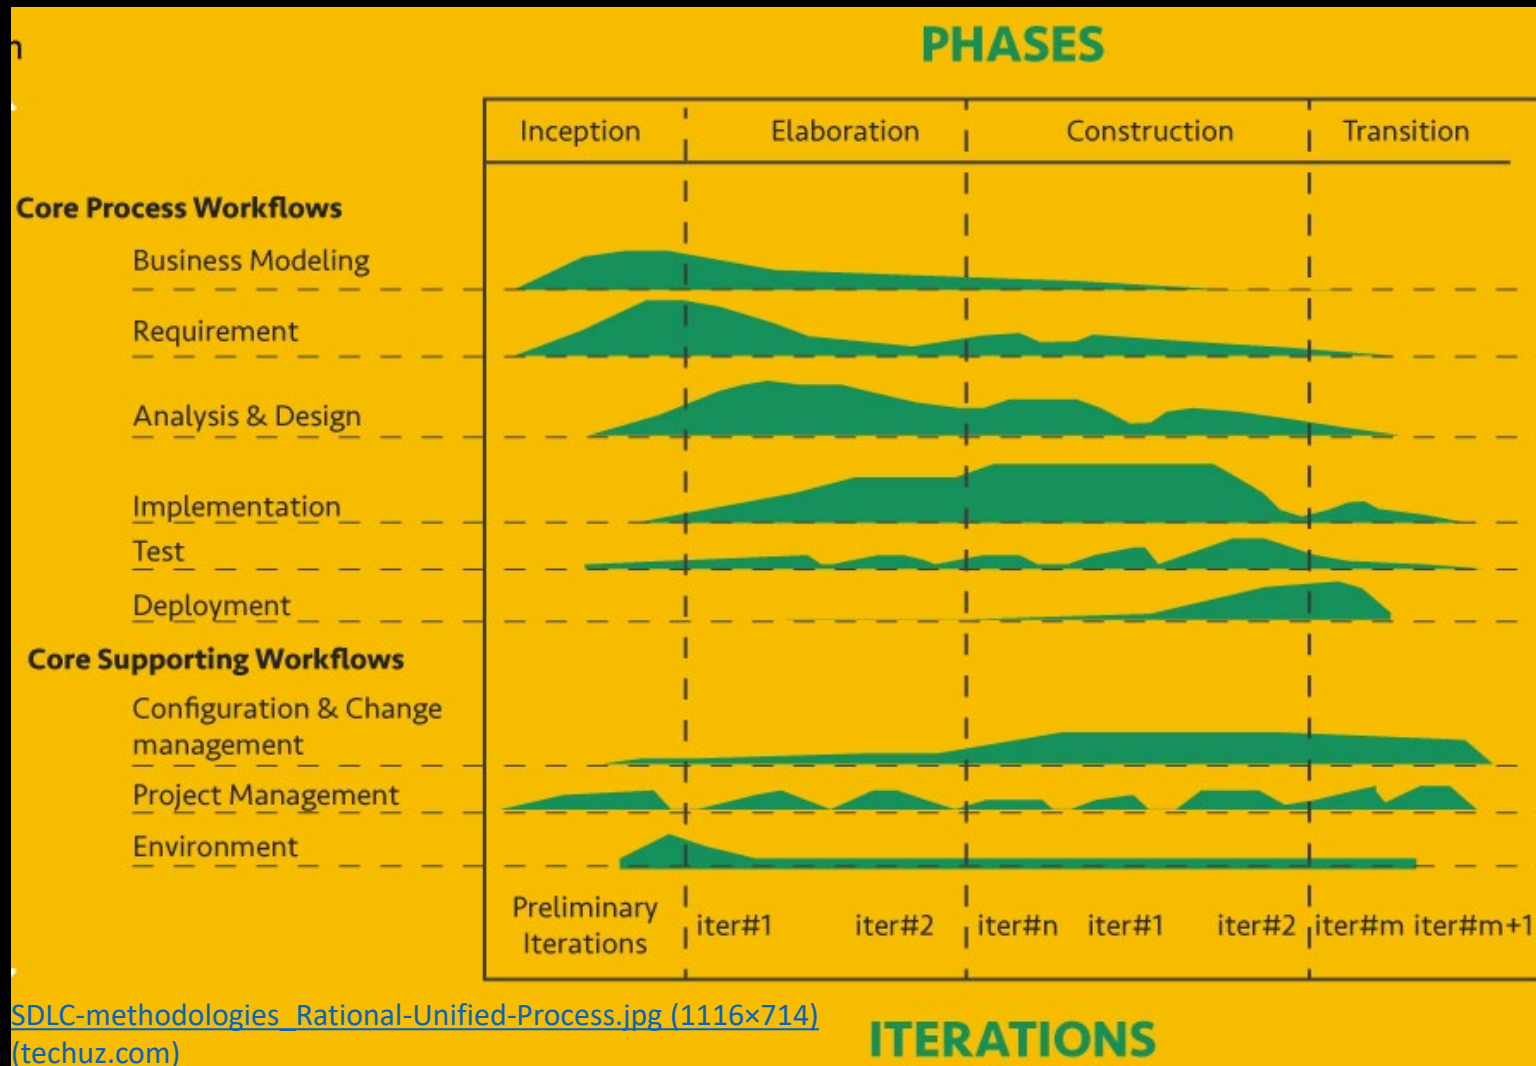 PHASES
Inception Elaboration Construction Transition
Core Process Workflows
Business Modeling
Requirement
Analysis & Design
Implementation
Test
Deployment
Core Supporting Workflows
Configuration & Change
management
Project Management
Environment
Preliminary
Iterations
iter#1 iter#2 iter#n iter#1 iter#2 iter#m iter#m+1
SDLC-methodologies_Rational-Unified-Process.jpg (1116×714)
(techuz.com)
ITERATIONS